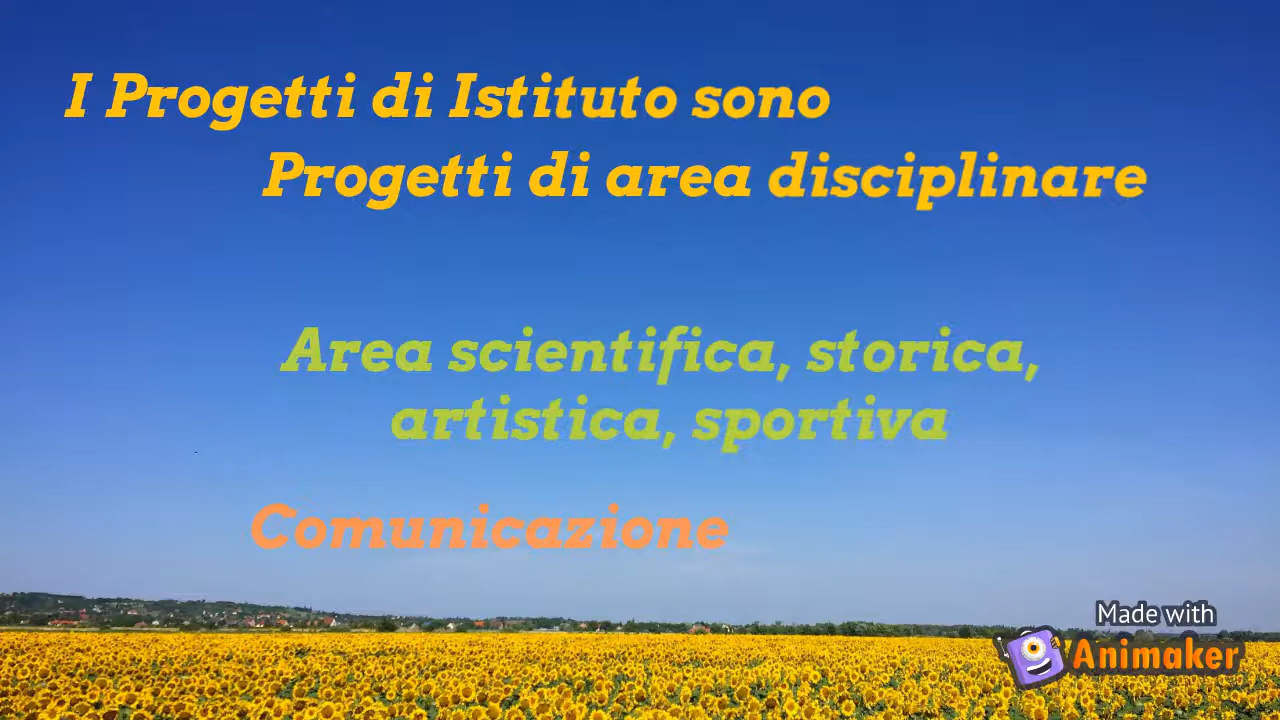 I Progetti di Istituto sono
Progetti di area disciplinare
Area scientifica, storica,
artistica, sportiva
Comunicazione
Made with
Animaker